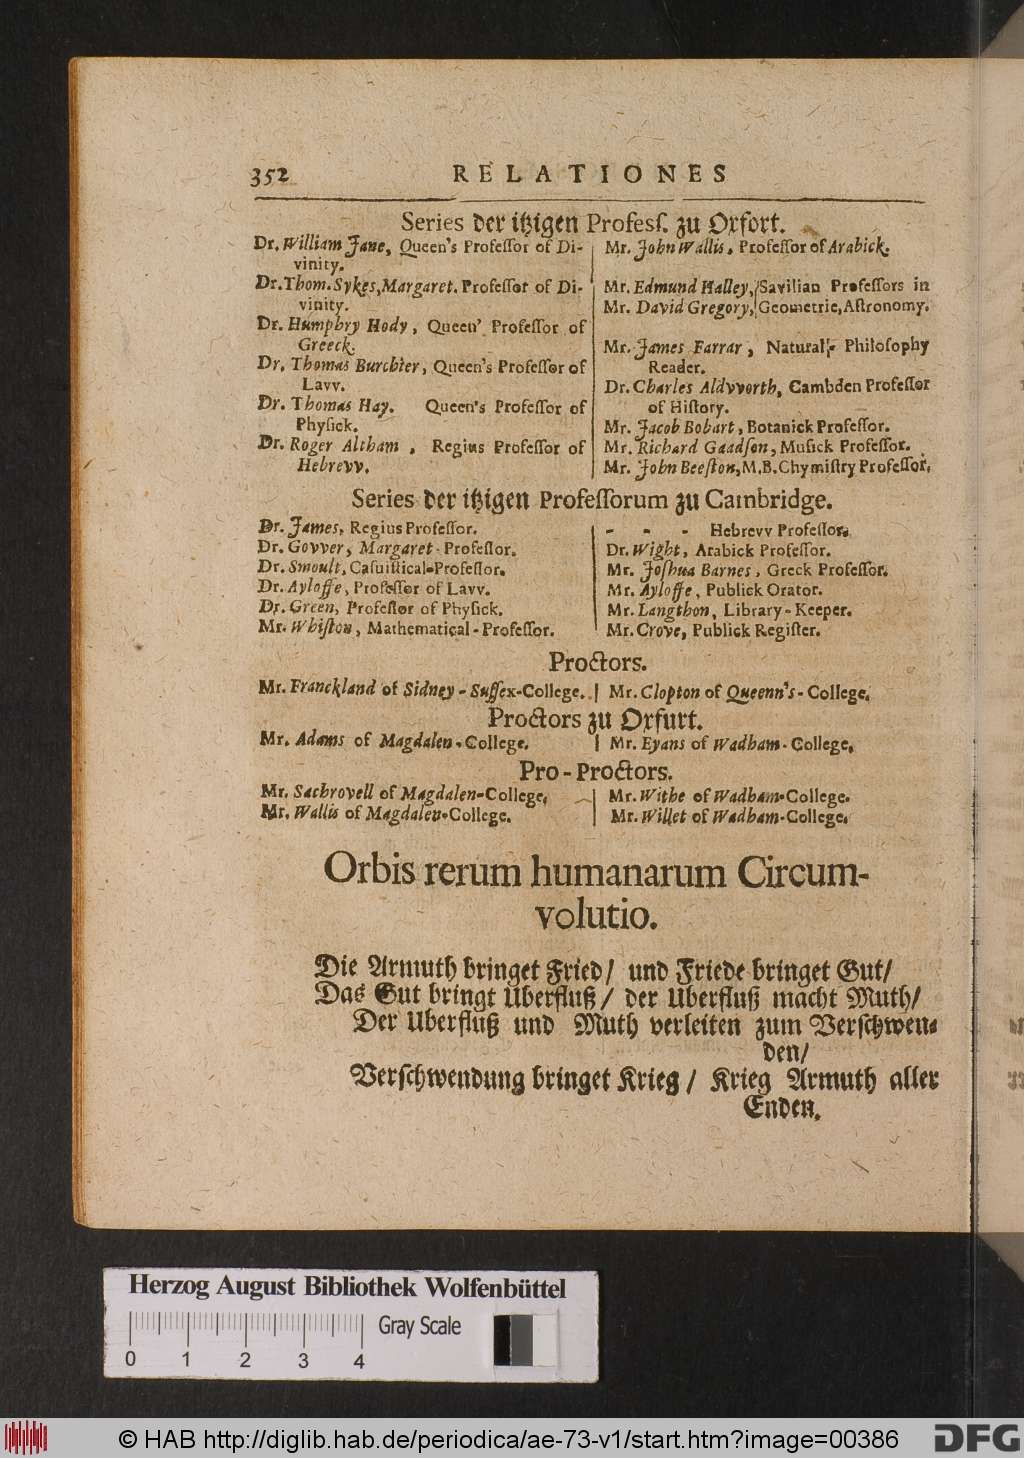 352 RELATIONES
Series der itzigen Profess. zu Oxfort.
Dr. William Jane, Queen's Professor of Di-
vinity.
Dr. Thom. Sykes, Margaret. Professor of Di-
vinity.
Dr. Humphry Hody, Queen' Professor of
Greeck.
Dr. Thomas Burchier, Queen's Professor of
Lavv.
Dr. Thomas Hay. Queen's Professor of
Physick.
Dr. Roger Altham, Regius Professor of
Hebrevv.
Mr. John Wallis, Professor of Arabick.
Mr. Edmund Halley, Savilian Professors in
Mr. David Gregory, Geometrie, Astronomy.
Mr. James Farrar, Natural- Philosophy
Reader.
Dr. Charles Aldvvorth, Cambden Professor
of History.
Mr. Jacob Bobart, Botanick Professor.
Mr. Richard Gaadson, Musick Professor.
Mr. John Beeston, M.B. Chymistry Professor.
Series der itzigen Professorum zu Cambridge.
Dr. James, Regius Professor.
Dr. Govver, Margaret-Professor.
Dr. Smoult, Casuistical-Professor.
Dr. Ayloffe, Professor of Lavv.
Dr. Green, Professor of Physick.
Mr. Whiston, Mathematical-Professor.
- - - Hebrevv Professor.
Dr. Wight, Arabick Professor.
Mr. Joshua Barnes, Greck Professor.
Mr. Ayloffe, Publick Orator.
Mr. Langthon, Library-Keeper.
Mr. Crove, Publick Register.
Proctors.
Mr. Franckland of Sidney-Sussex-College. | Mr. Clopton of Queenn's-College.
Proctors zu Oxfurt.
Mr. Adams of Magdalen-College. | Mr. Evans of Wadham-College.
Pro-Proctors.
Mr. Sachrovell of Magdalen-College.
Mr. Wallis of Magdalen-College.
Mr. Withe of Wadham-College.
Mr. Willet of Wadham-College.
Orbis rerum humanarum Circum-
volutio.
Die Armuth bringet Fried/ und Friede bringet Gut/
Das Gut bringt Uberfluß/ der Uberfluß macht Muth/
Der Uberfluß und Muth verleiten zum Verschwen-
den/
Verschwendung bringet Krieg/ Krieg Armuth aller
Enden.
Herzog August Bibliothek Wolfenbüttel
Gray Scale
0 1 2 3 4
© HAB http://diglib.hab.de/periodica/ae-73-v1/start.htm?image=00386
DFG